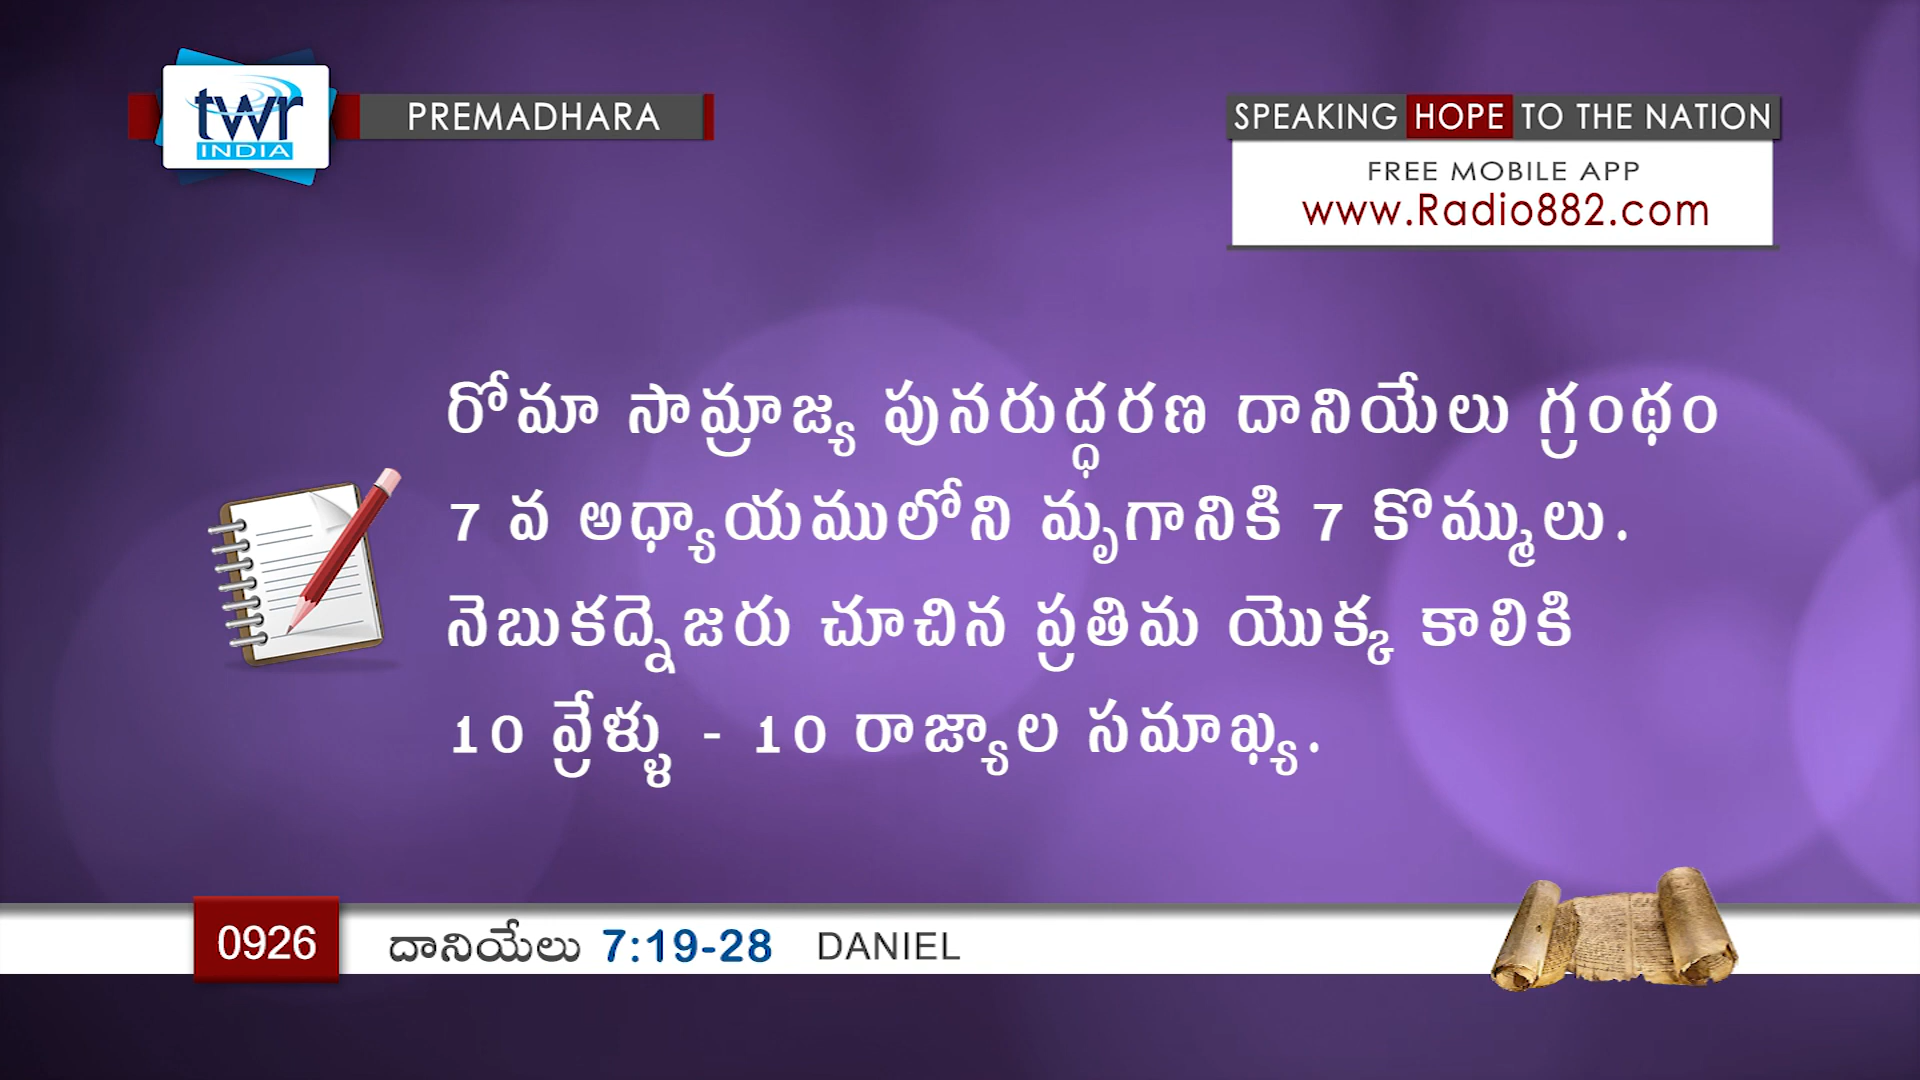 twr
INDIA
PREMADHARA
SPEAKING HOPE TO THE NATION
FREE MOBILE APP
www.Radio882.com
రోమా సామ్రాజ్య పునరుద్ధరణ దానియేలు గ్రంథం
7 వ అధ్యాయములోని మృగానికి 7 కొమ్ములు.
నెబుకద్నెజరు చూచిన ప్రతిమ యొక్క కాలికి
10 వ్రేళ్ళు - 10 రాజ్యాల సమాఖ్య.
0926 దానియేలు 7:19-28 DANIEL